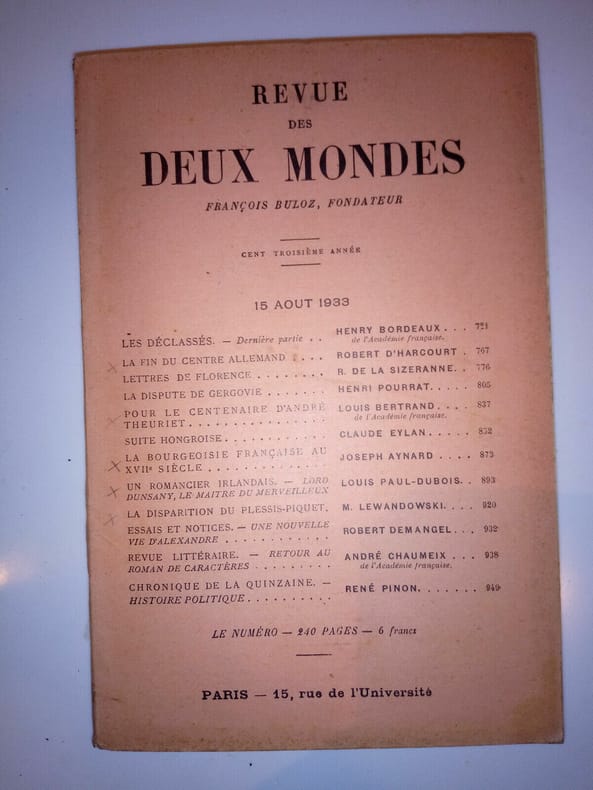 REVUE
DES
DEUX MONDES
FRANÇOIS BULOZ, FONDATEUR
CENT TROISIÈME ANNÉE
15 AOUT 1933
LES DÉCLASSÉS. — Dernière partie . . HENRY BORDEAUX . . . 721
de l'Académie française.
LA FIN DU CENTRE ALLEMAND . . . . ROBERT D'HARCOURT . 767
LETTRES DE FLORENCE . . . . . . . . R. DE LA SIZERANNE. . 776
LA DISPUTE DE GERGOVIE . . . . . . . HENRI POURRAT. . . . . 805
POUR LE CENTENAIRE D'ANDRÉ LOUIS BERTRAND. . . . 837
THEURIET. . . . . . . . . . . . . . . . . de l'Académie française.
SUITE HONGROISE. . . . . . . . . . . . CLAUDE EYLAN. . . . . 852
LA BOURGEOISIE FRANÇAISE AU
XVIIe SIÈCLE . . . . . . . . . . . . . . JOSEPH AYNARD . . . . 873
UN ROMANCIER IRLANDAIS. — LORD
DUNSANY, LE MAITRE DU MERVEILLEUX LOUIS PAUL-DUBOIS. . 893
LA DISPARITION DU PLESSIS-PIQUET. M. LEWANDOWSKI. . . . 920
ESSAIS ET NOTICES. — UNE NOUVELLE
VIE D'ALEXANDRE . . . . . . . . . . . . ROBERT DEMANGEL. . . 932
REVUE LITTÉRAIRE. — RETOUR AU ANDRÉ CHAUMEIX . . . 938
ROMAN DE CARACTÈRES . . . . . . . . . de l'Académie française.
CHRONIQUE DE LA QUINZAINE. —
HISTOIRE POLITIQUE. . . . . . . . . . RENÉ PINON. . . . . . . 949
LE NUMÉRO — 240 PAGES — 6 francs
PARIS — 15, rue de l'Université